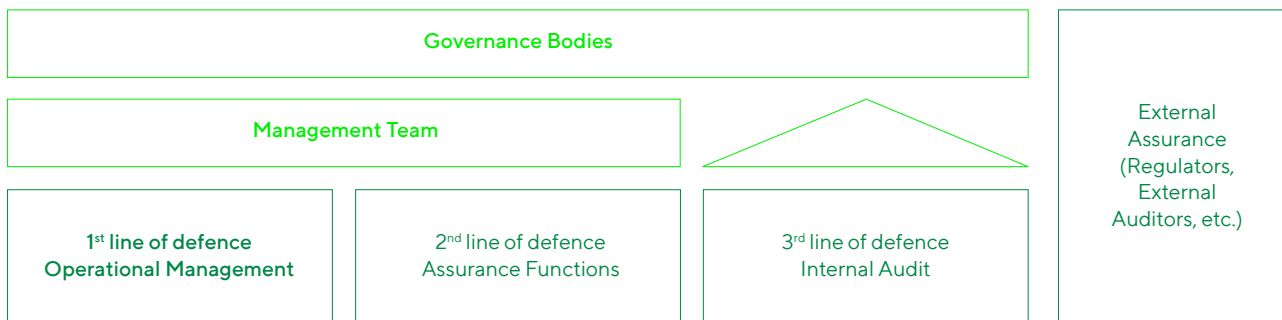 Governance Bodies
Management Team
External
Assurance
(Regulators,
External
Auditors, etc.)
1st line of defence
Operational Management
2nd line of defence
Assurance Functions
3rd line of defence
Internal Audit